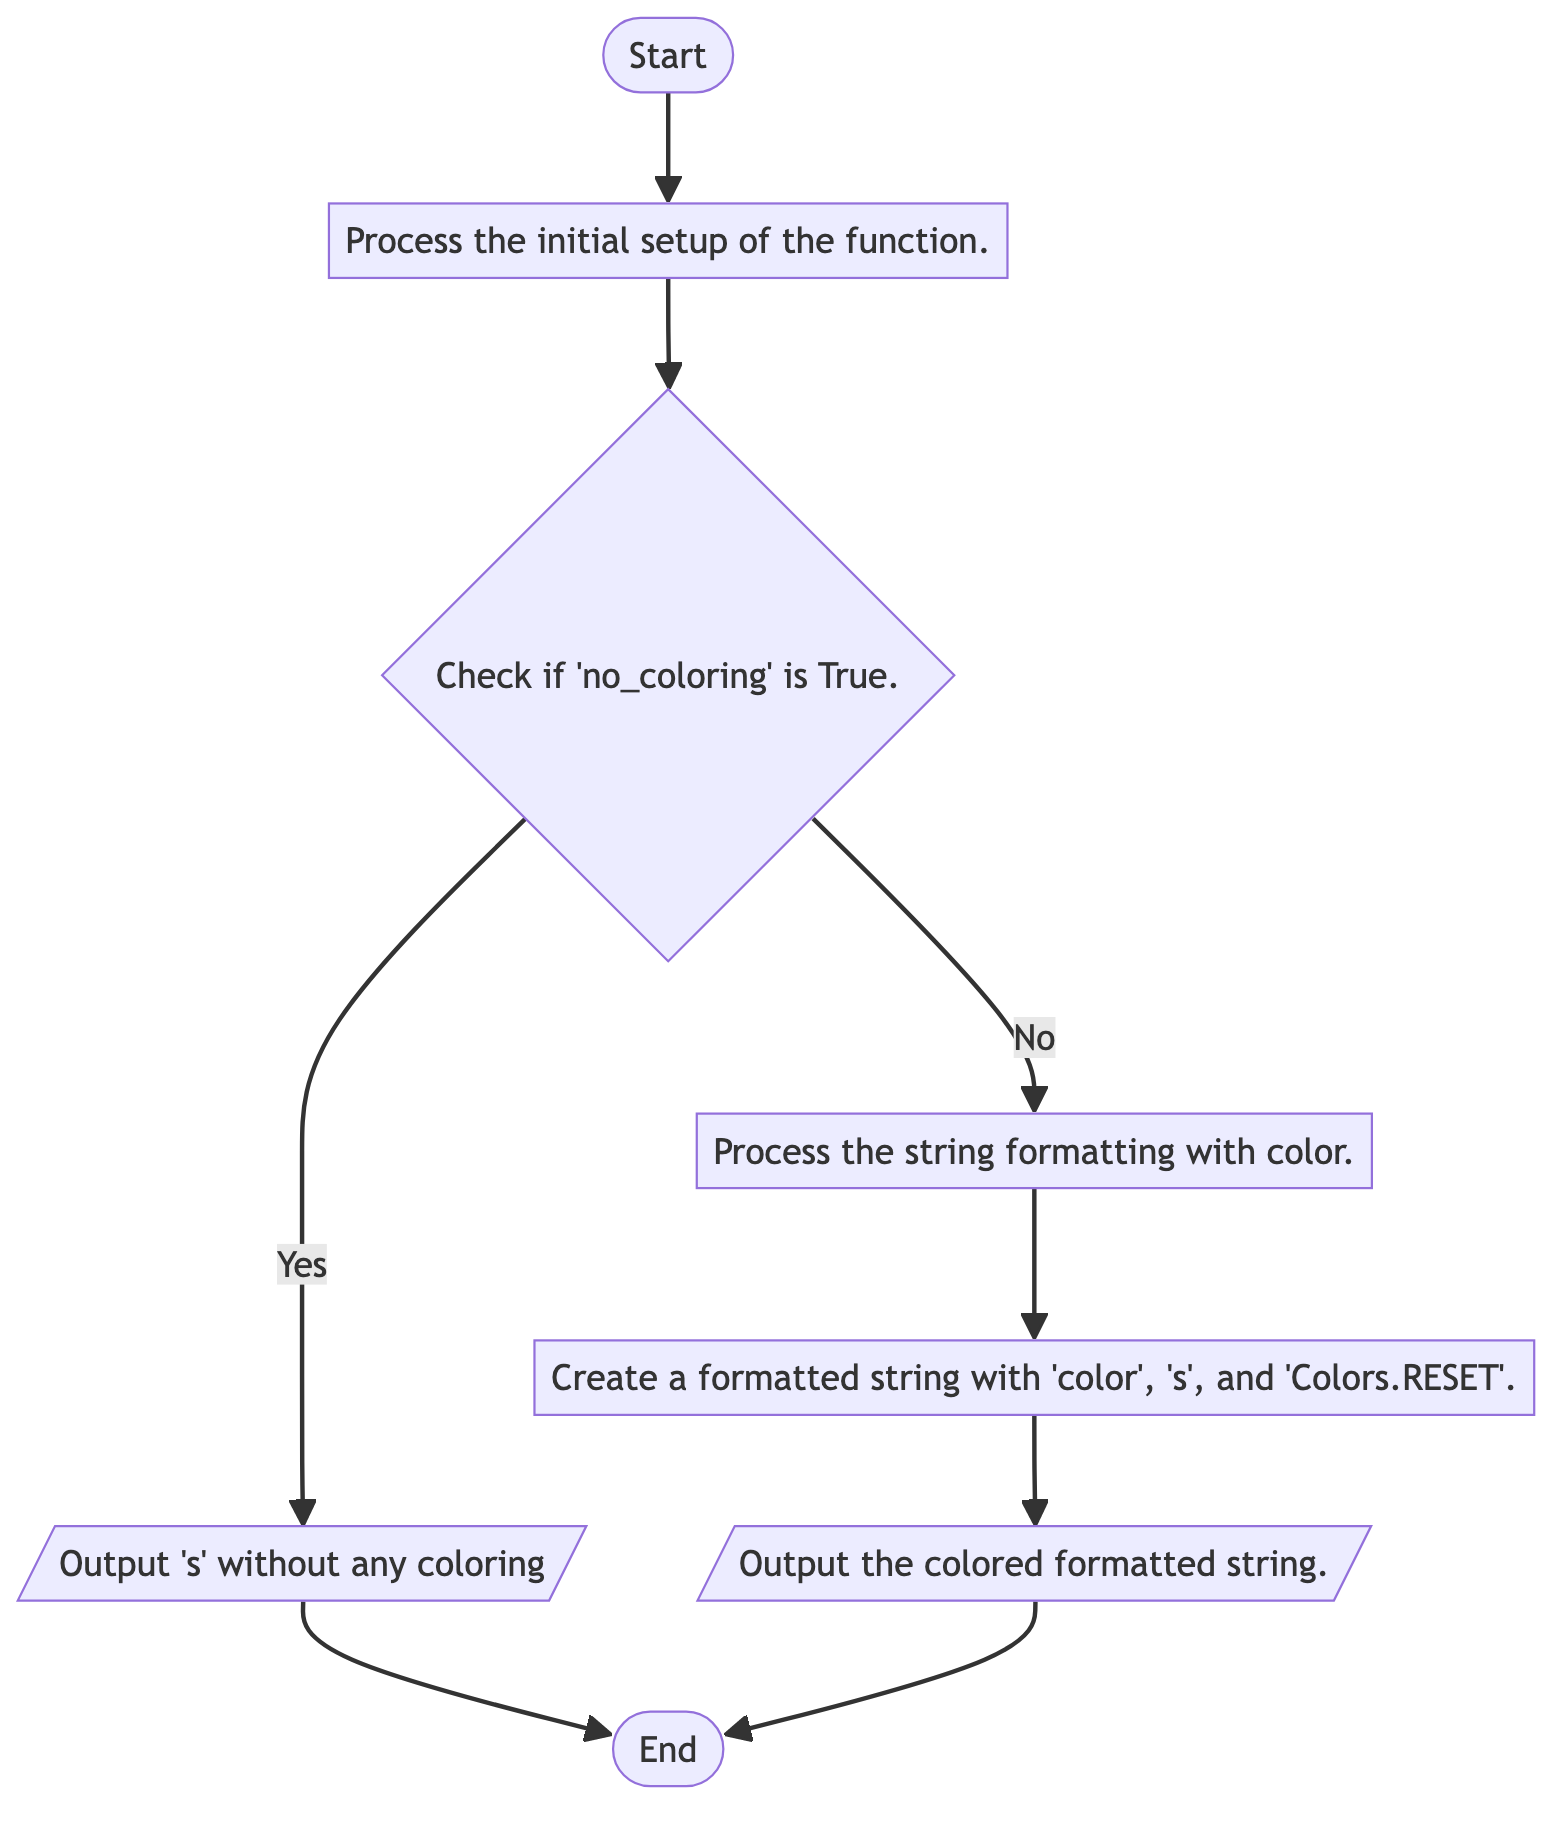 Start
Process the initial setup of the function.
Check if 'no_coloring' is True.
No
Process the string formatting with color.
Yes
Create a formatted string with 'color', 's', and 'Colors.RESET'.
Output 's' without any coloring
Output the colored formatted string.
End